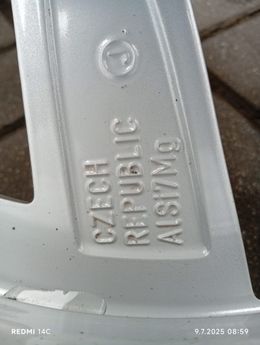 CZECH
REPUBLIC
AlSi7Mg
REDMI 14C
9.7.2025 08:59